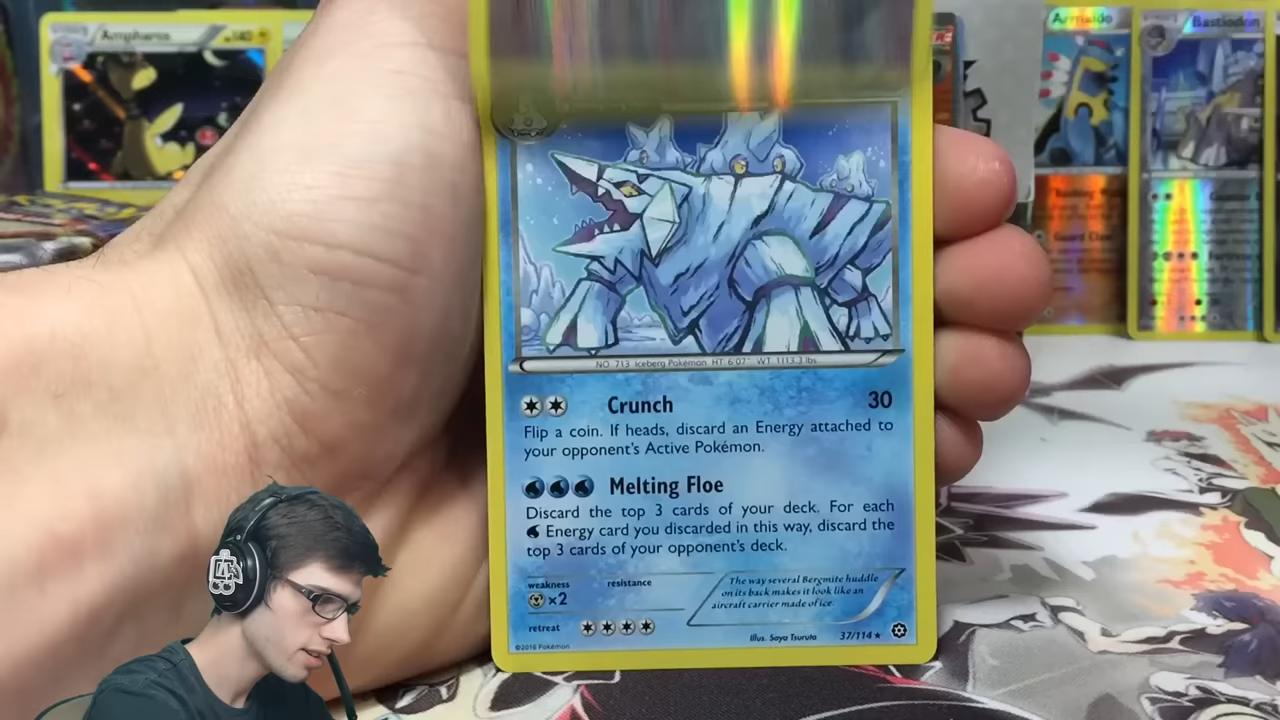 Ampharos 140
Armaldo
Bastiodon
NO. 713 Iceberg Pokémon HT: 6'07" WT: 1113.3 lbs
Crunch 30
Flip a coin. If heads, discard an Energy attached to
your opponent's Active Pokémon.
Melting Floe
Discard the top 3 cards of your deck. For each
Energy card you discarded in this way, discard the
top 3 cards of your opponent's deck.
weakness resistance
×2
The way several Bergmite huddle
on its back makes it look like an
aircraft carrier made of ice.
retreat
Illus. Saya Tsuruta 37/114
©2016 Pokémon